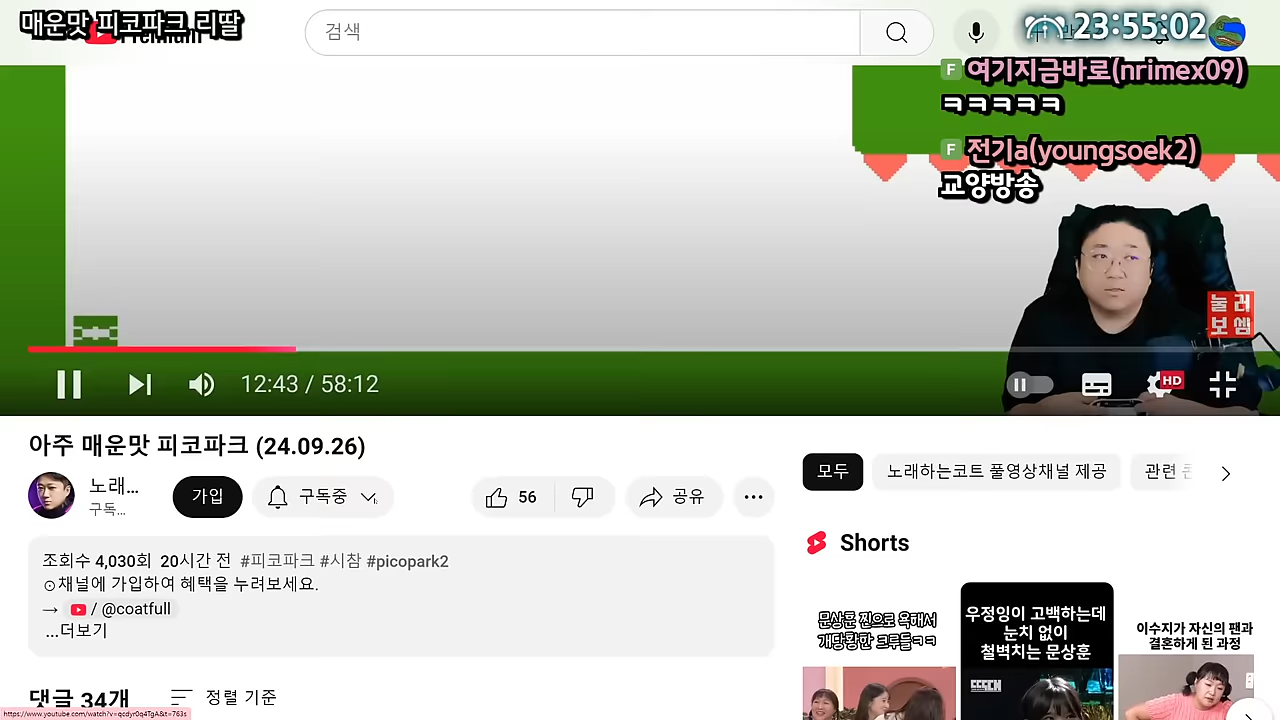 매운맛 피코파크 리딸
Premium
검색
23:55:02
F 여기지금바로(nrimex09)
ㅋㅋㅋㅋㅋ
F 전기a(youngsoek2)
교양방송
눌러
보셈
12:43 / 58:12
HD
아주 매운맛 피코파크 (24.09.26)
노래...
구독...
가입
구독중
56
공유
모두
노래하는코트 풀영상채널 제공
관련
조회수 4,030회 20시간 전 #피코파크 #시참 #picopark2
⊙채널에 가입하여 혜택을 누려보세요.
→ / @coatfull
...더보기
Shorts
문상훈 찐으로 욕해서
개당황한 크루들ㅋㅋ
우정잉이 고백하는데
눈치 없이
철벽치는 문상훈
이수지가 자신의 팬과
결혼하게 된 과정
댓글 34개
정렬 기준
https://www.youtube.com/watch?v=qcdyr0q4TgA&t=763s